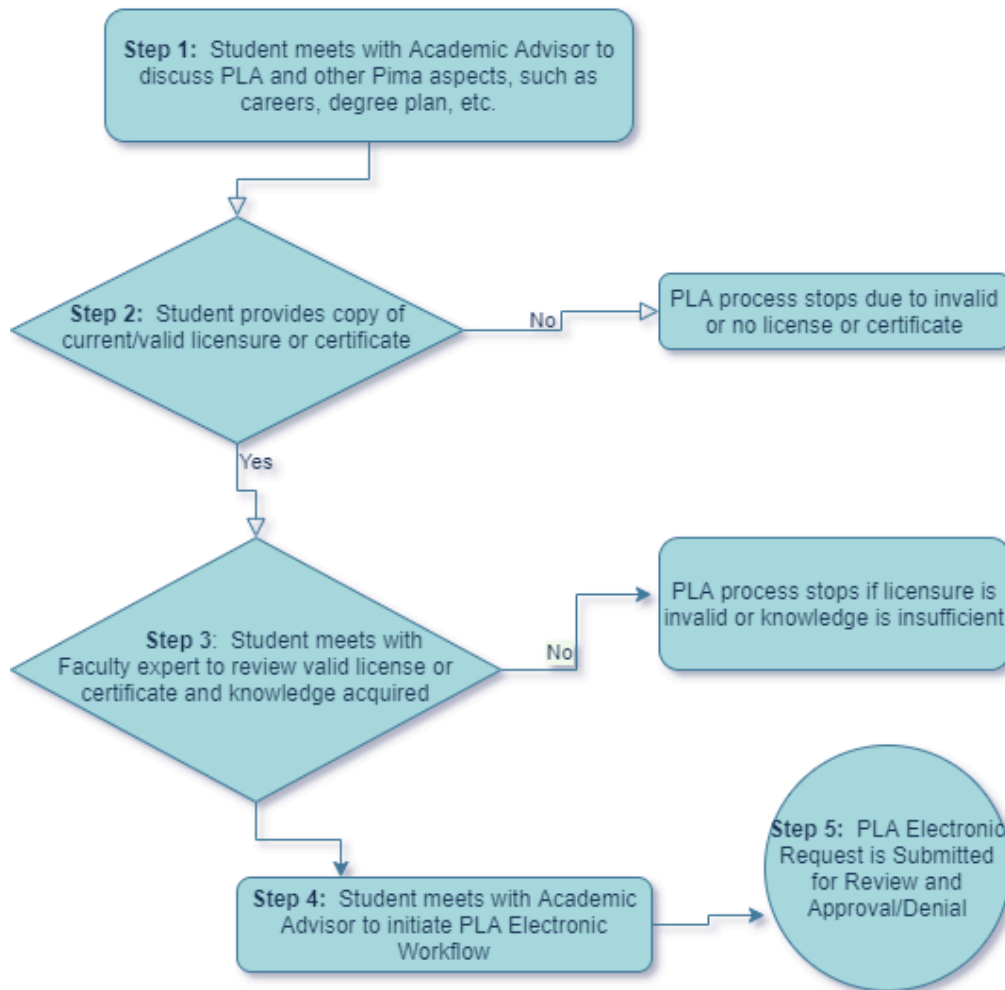 Step 1: Student meets with Academic Advisor to
discuss PLA and other Pima aspects, such as
careers, degree plan, etc.
Step 2: Student provides copy of
current/valid licensure or certificate
No
PLA process stops due to invalid
or no license or certificate
Yes
Step 3: Student meets with
Faculty expert to review valid license or
certificate and knowledge acquired
No
PLA process stops if licensure is
invalid or knowledge is insufficient
Step 4: Student meets with Academic
Advisor to initiate PLA Electronic
Workflow
Step 5: PLA Electronic
Request is Submitted
for Review and
Approval/Denial